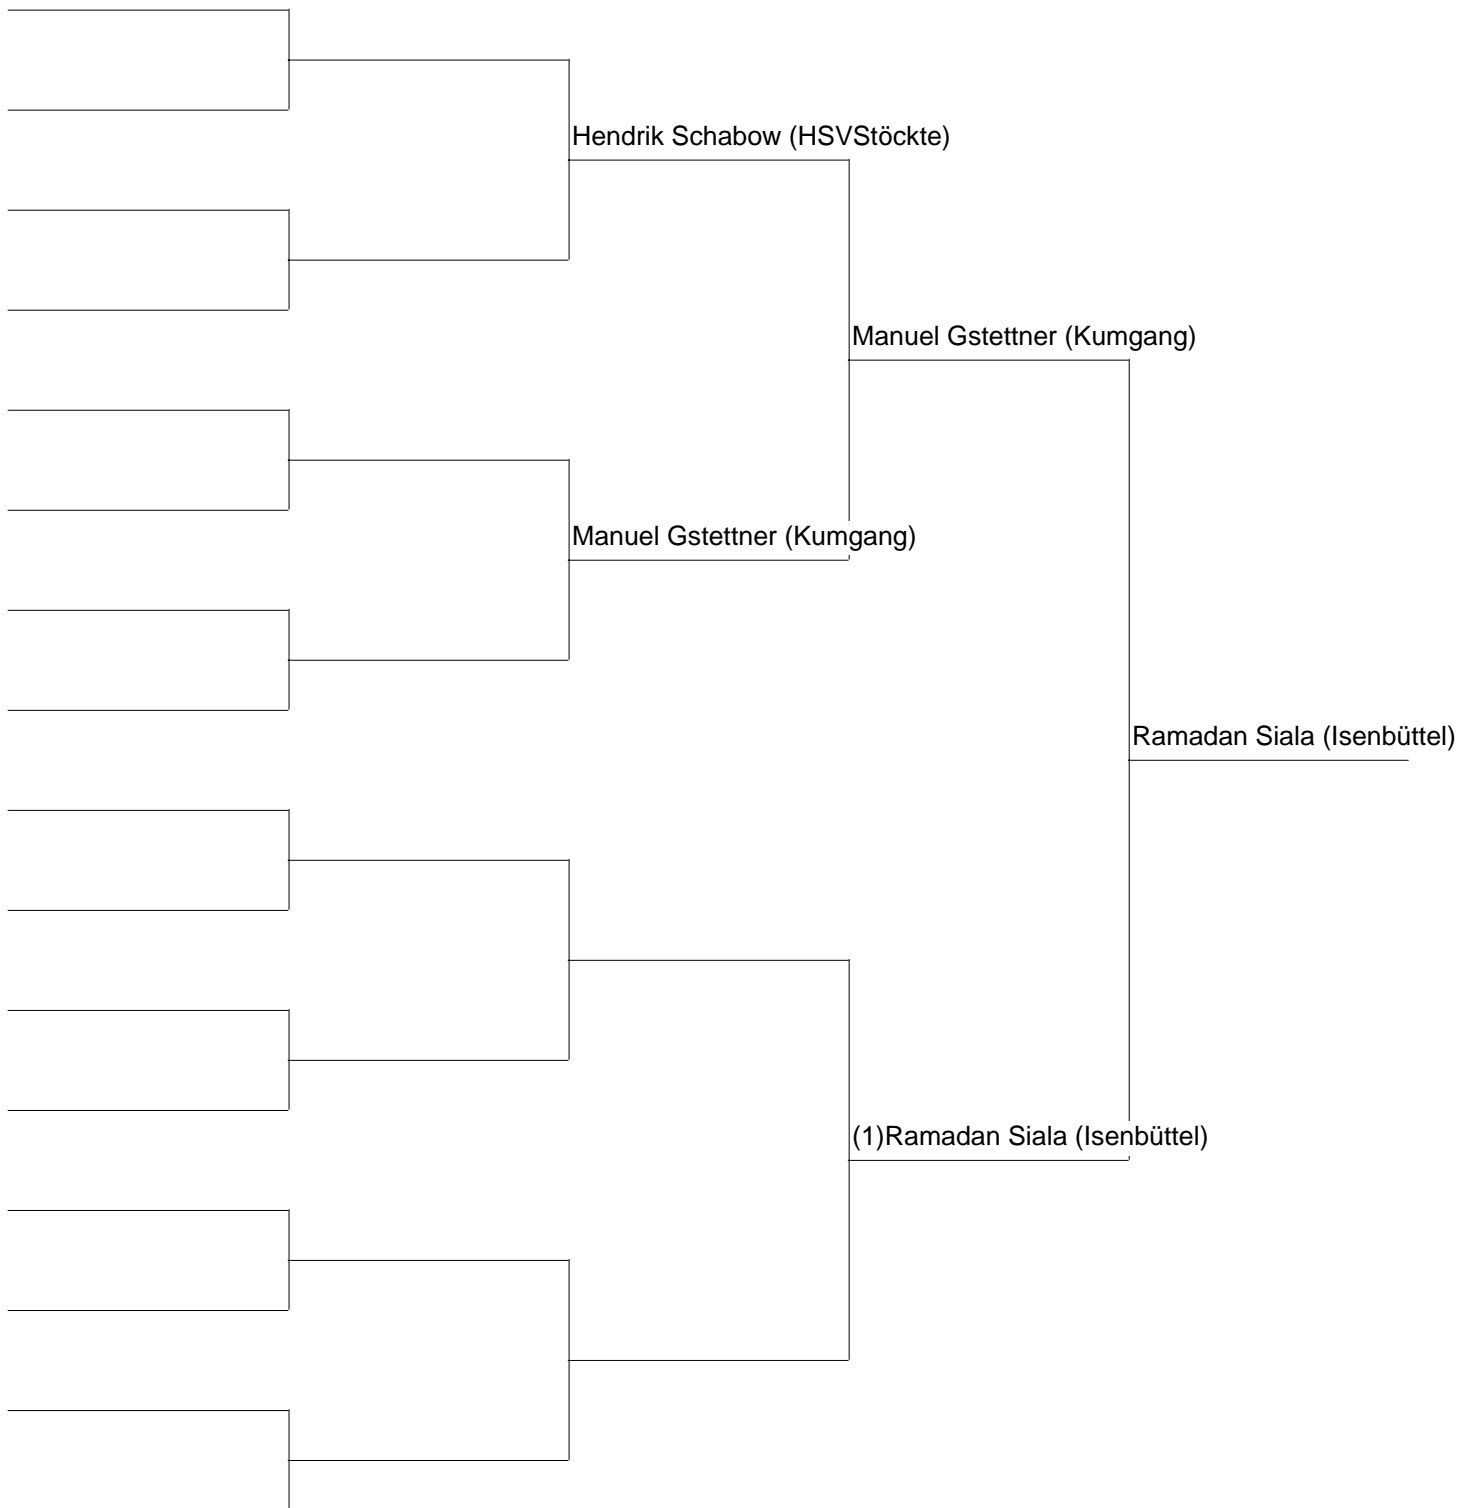 Hendrik Schabow (HSVStöckte)
Manuel Gstettner (Kumgang)
Manuel Gstettner (Kumgang)
Ramadan Siala (Isenbüttel)
(1)Ramadan Siala (Isenbüttel)